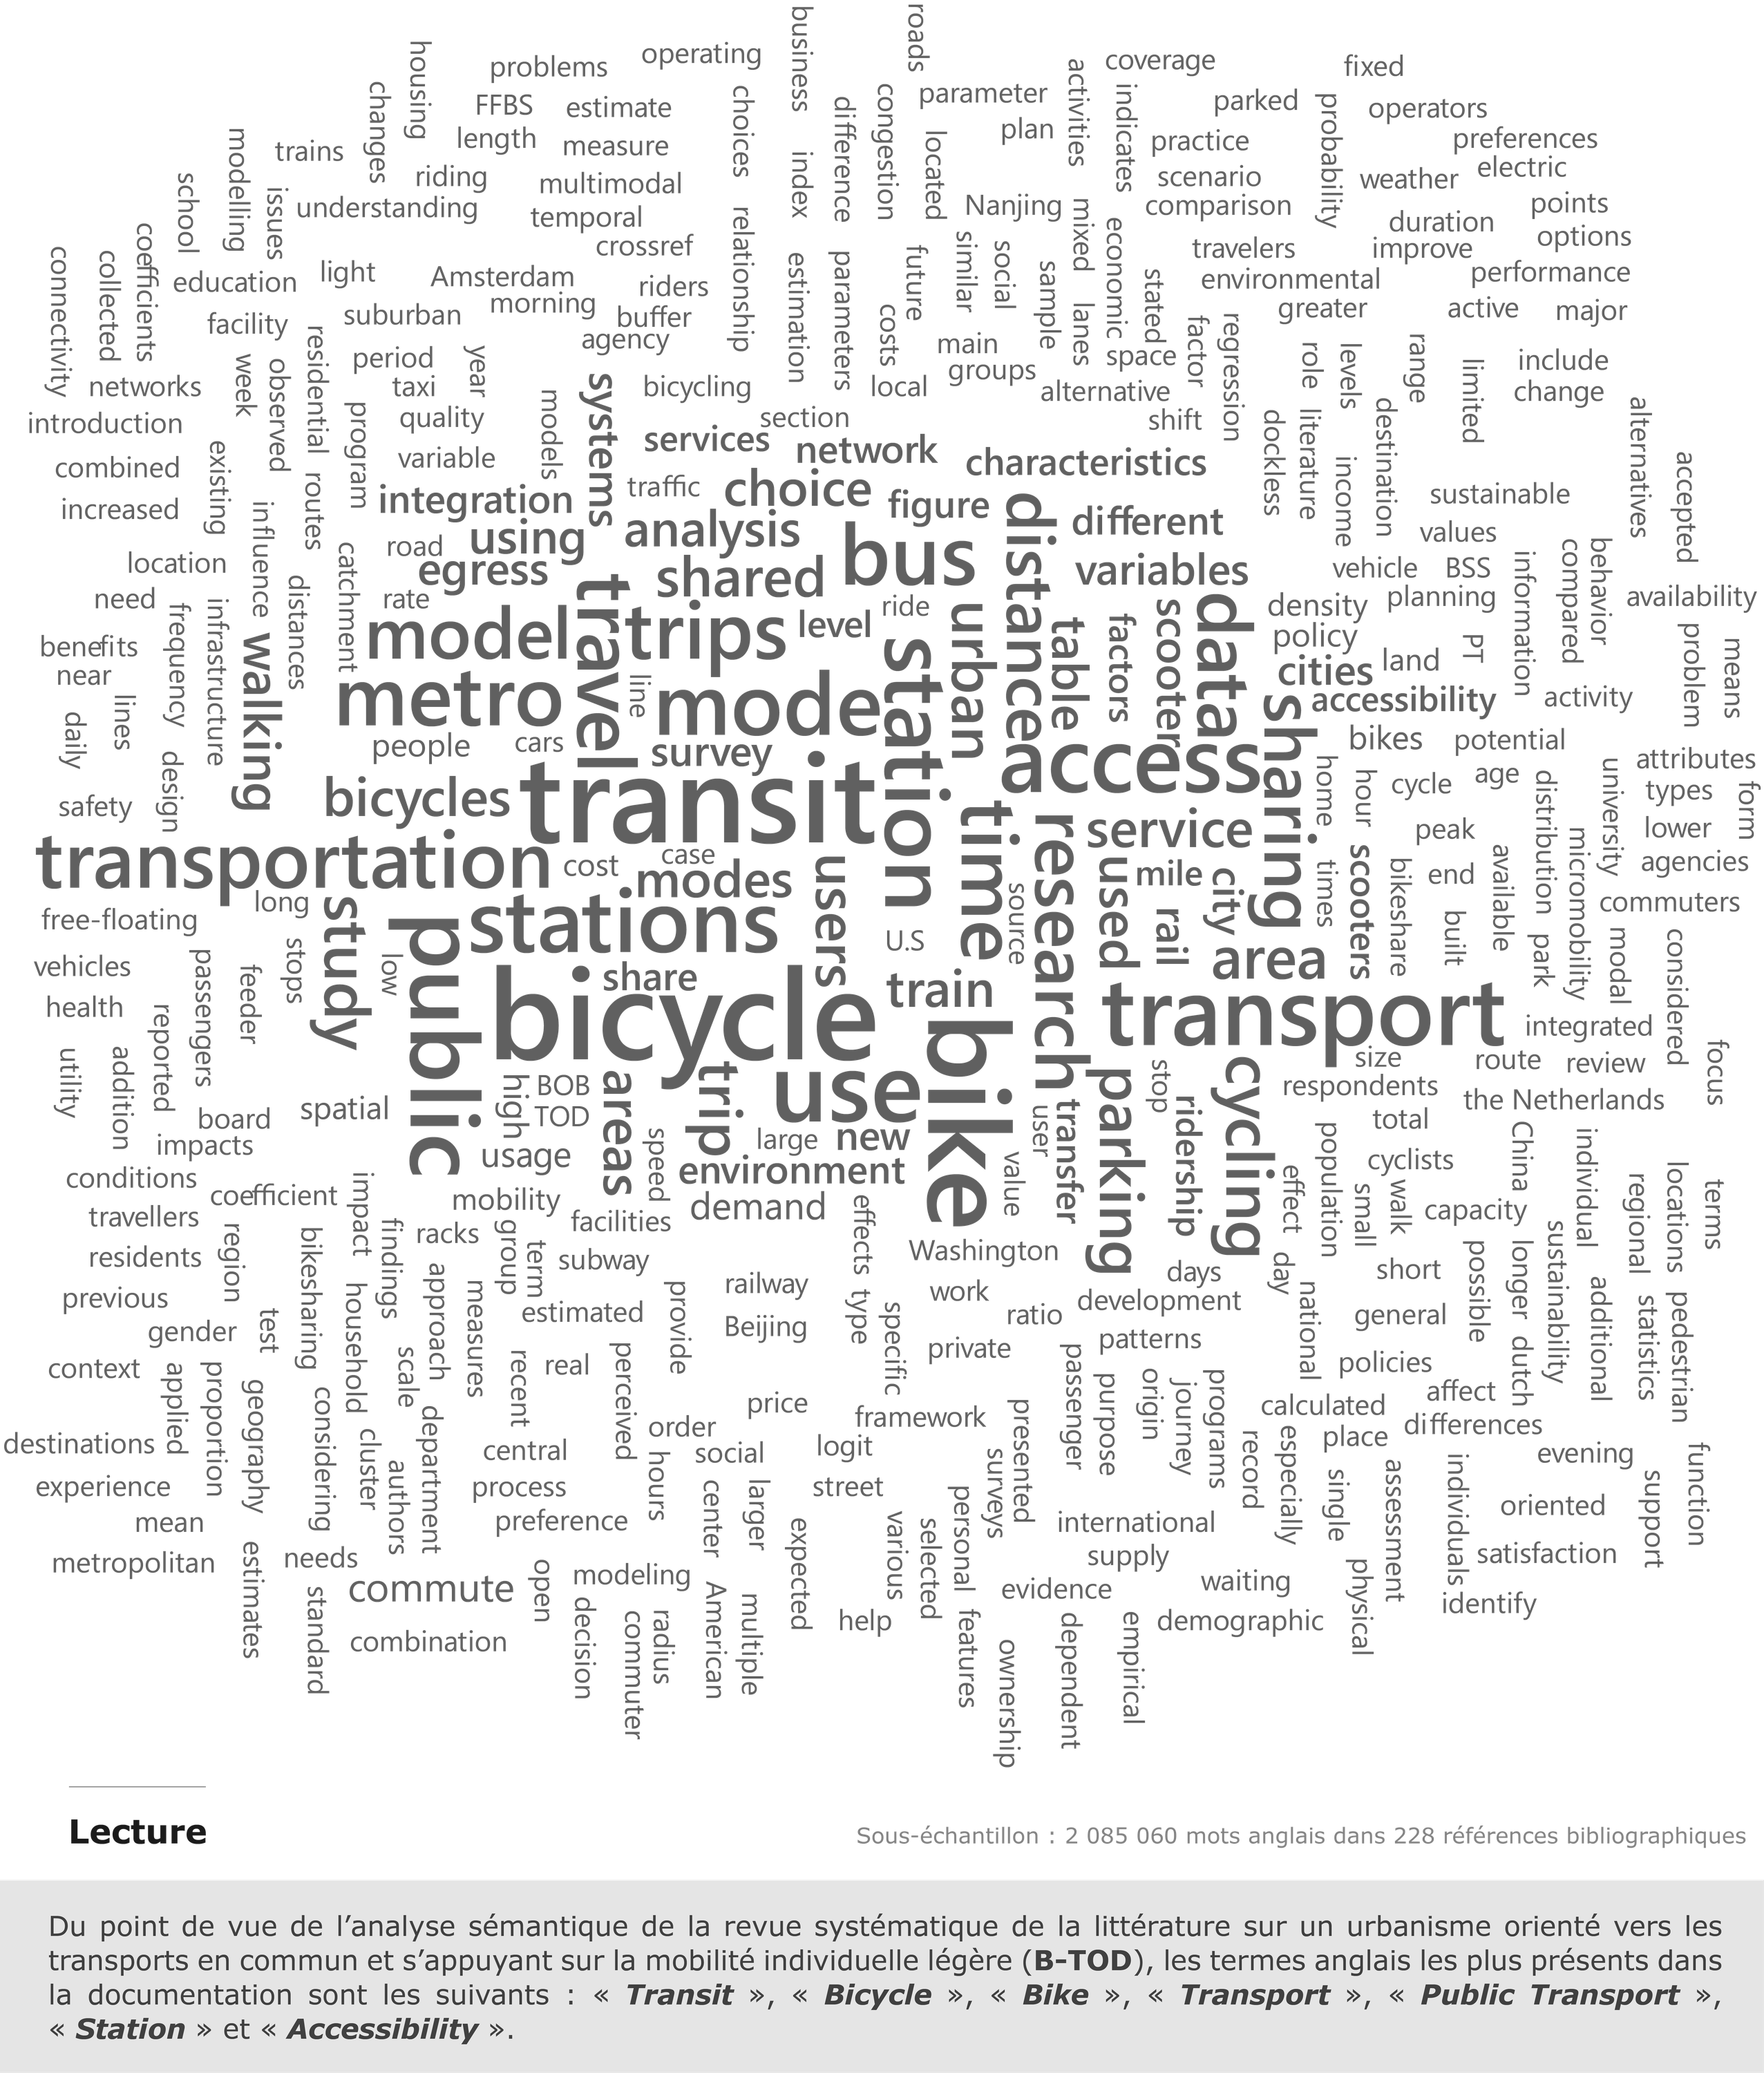 business
roads
housing
problems
operating
coverage
fixed
changes
FFBS
estimate
choices
difference
congestion
parameter
activities
indicates
parked
probability
operators
modelling
trains
length
measure
index
located
plan
practice
preferences
school
issues
riding
multimodal
Nanjing
mixed
scenario
weather
electric
understanding
temporal
relationship
comparison
duration
points
connectivity
collected
coefficients
crossref
estimation
parameters
future
similar
social
sample
economic
stated
travelers
improve
options
education
light
Amsterdam
riders
environmental
performance
facility
suburban
morning
buffer
costs
lanes
factor
regression
greater
active
major
residential
period
year
agency
main
space
role
levels
range
limited
include
networks
week
observed
taxi
models
systems
bicycling
local
groups
alternative
change
introduction
program
quality
section
shift
dockless
literature
destination
alternatives
combined
existing
variable
services
network
characteristics
income
accepted
increased
influence
routes
integration
traffic
choice
figure
distance
sustainable
location
road
using
analysis
bus
different
values
need
distances
catchment
egress
shared
variables
vehicle
BSS
information
compared
behavior
frequency
infrastructure
rate
travel
ride
urban
data
density
planning
availability
benefits
walking
model
trips
level
station
table
factors
scooter
policy
PT
problem
means
near
metro
line
mode
cities
land
daily
lines
accessibility
activity
design
people
cars
survey
access
sharing
bikes
potential
attributes
safety
bicycles
transit
time
research
service
home
hour
cycle
age
distribution
university
types
form
transportation
cost
case
modes
users
source
used
mile
city
times
scooters
peak
bikeshare
end
available
micromobility
lower
agencies
free-floating
long
study
public
stations
U.S
rail
area
built
park
modal
commuters
considered
vehicles
passengers
feeder
stops
low
share
train
health
reported
bicycle
bike
transport
integrated
utility
addition
size
route
review
focus
board
spatial
high
BOB
TOD
areas
trip
use
user
transfer
parking
stop
ridership
cycling
respondents
the Netherlands
impacts
usage
speed
large
new
total
conditions
environment
value
effect
population
cyclists
China
individual
regional
locations
terms
coefficient
impact
mobility
demand
small
walk
capacity
travellers
region
bikesharing
findings
racks
group
facilities
effects
residents
term
subway
Washington
days
day
short
possible
longer
sustainability
previous
household
approach
measures
estimated
provide
railway
type
work
ratio
development
national
general
additional
statistics
pedestrian
gender
test
Beijing
specific
private
patterns
context
applied
proportion
geography
considering
scale
recent
real
perceived
passenger
purpose
origin
journey
programs
policies
dutch
affect
destinations
cluster
department
price
order
framework
presented
calculated
differences
experience
authors
central
hours
social
logit
surveys
record
especially
place
evening
function
mean
process
center
larger
street
single
assessment
individuals
oriented
support
metropolitan
estimates
needs
preference
expected
various
selected
personal
international
satisfaction
standard
commute
open
modeling
American
multiple
supply
evidence
waiting
physical
identify
combination
decision
commuter
radius
help
features
ownership
dependent
empirical
demographic
Lecture
Sous-échantillon : 2 085 060 mots anglais dans 228 références bibliographiques
Du point de vue de l’analyse sémantique de la revue systématique de la littérature sur un urbanisme orienté vers les
transports en commun et s’appuyant sur la mobilité individuelle légère (B-TOD), les termes anglais les plus présents dans
la documentation sont les suivants : « Transit », « Bicycle », « Bike », « Transport », « Public Transport »,
« Station » et « Accessibility ».